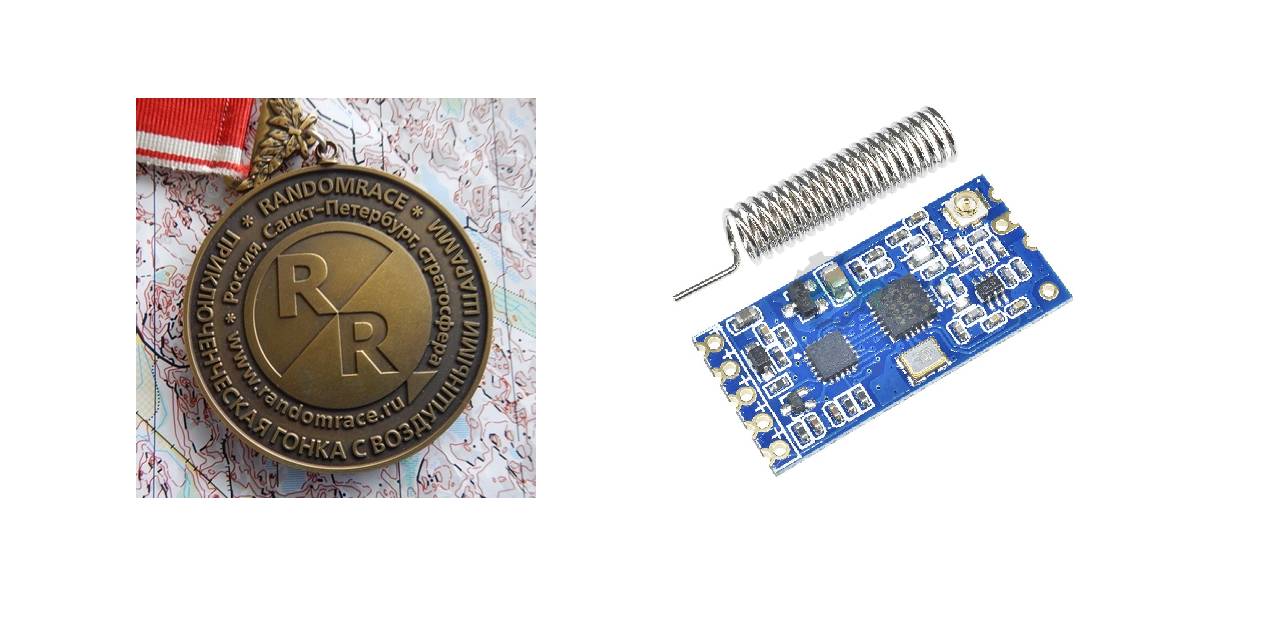 * RANDOMRACE *
ПРИКЛЮЧЕНЧЕСКАЯ ГОНКА С ВОЗДУШНЫМИ ШАРАМИ
* Россия, Санкт-Петербург, стратосфера
* www.randomrace.ru
R
R